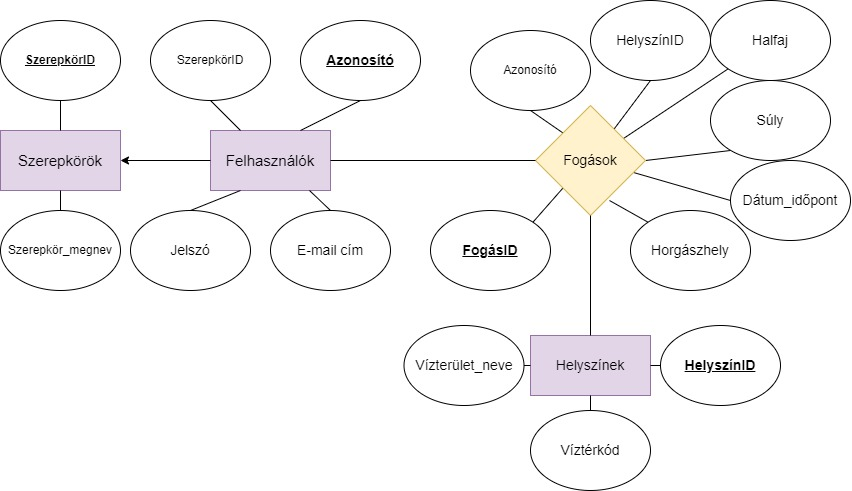 SzerepkörID
SzerepkörID
Azonosító
Azonosító
HelyszínID
Halfaj
Súly
Szerepkörök
Felhasználók
Fogások
Dátum_időpont
Szerepkör_megnev
Jelszó
E-mail cím
FogásID
Horgászhely
Vízterület_neve
Helyszínek
HelyszínID
Víztérkód